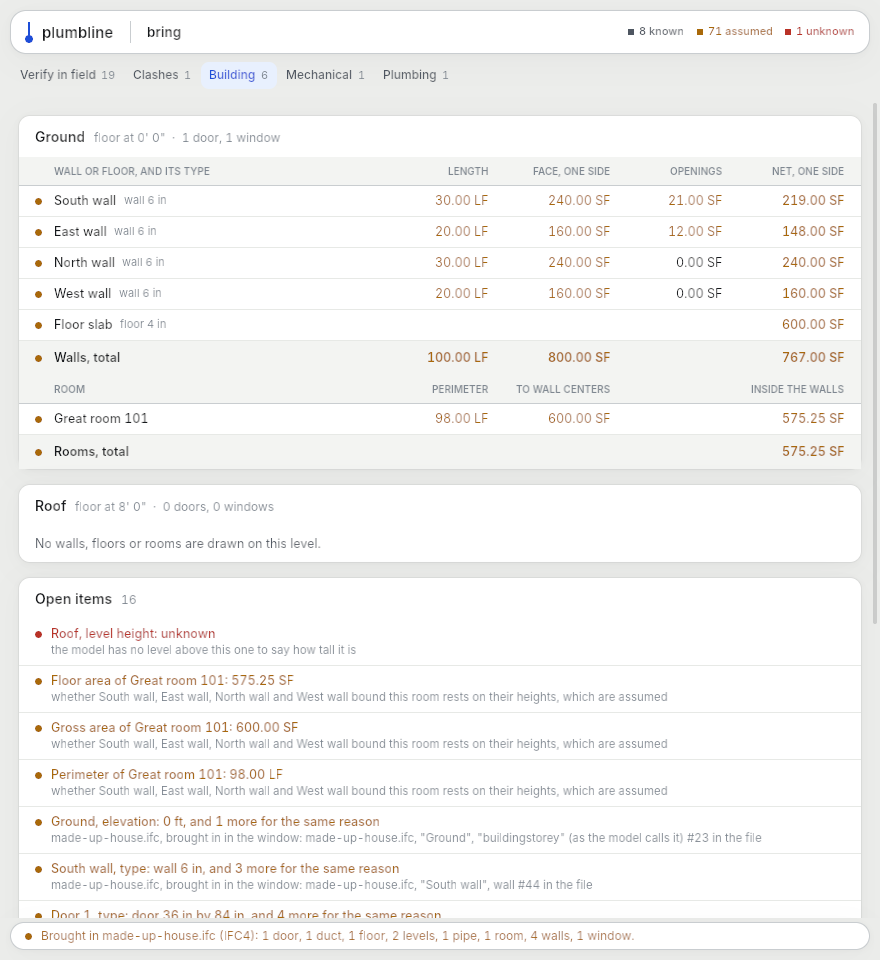 plumbline bring 8 known 71 assumed 1 unknown
Verify in field 19 Clashes 1 Building 6 Mechanical 1 Plumbing 1
Ground floor at 0' 0" · 1 door, 1 window
WALL OR FLOOR, AND ITS TYPE LENGTH FACE, ONE SIDE OPENINGS NET, ONE SIDE
South wall wall 6 in 30.00 LF 240.00 SF 21.00 SF 219.00 SF
East wall wall 6 in 20.00 LF 160.00 SF 12.00 SF 148.00 SF
North wall wall 6 in 30.00 LF 240.00 SF 0.00 SF 240.00 SF
West wall wall 6 in 20.00 LF 160.00 SF 0.00 SF 160.00 SF
Floor slab floor 4 in 600.00 SF
Walls, total 100.00 LF 800.00 SF 767.00 SF
ROOM PERIMETER TO WALL CENTERS INSIDE THE WALLS
Great room 101 98.00 LF 600.00 SF 575.25 SF
Rooms, total 575.25 SF
Roof floor at 8' 0" · 0 doors, 0 windows
No walls, floors or rooms are drawn on this level.
Open items 16
Roof, level height: unknown
the model has no level above this one to say how tall it is
Floor area of Great room 101: 575.25 SF
whether South wall, East wall, North wall and West wall bound this room rests on their heights, which are assumed
Gross area of Great room 101: 600.00 SF
whether South wall, East wall, North wall and West wall bound this room rests on their heights, which are assumed
Perimeter of Great room 101: 98.00 LF
whether South wall, East wall, North wall and West wall bound this room rests on their heights, which are assumed
Ground, elevation: 0 ft, and 1 more for the same reason
made-up-house.ifc, brought in in the window: made-up-house.ifc, "Ground", "buildingstorey" (as the model calls it) #23 in the file
South wall, type: wall 6 in, and 3 more for the same reason
made-up-house.ifc, brought in in the window: made-up-house.ifc, "South wall", wall #44 in the file
Door 1, type: door 36 in by 84 in, and 4 more for the same reason
Brought in made-up-house.ifc (IFC4): 1 door, 1 duct, 1 floor, 2 levels, 1 pipe, 1 room, 4 walls, 1 window.